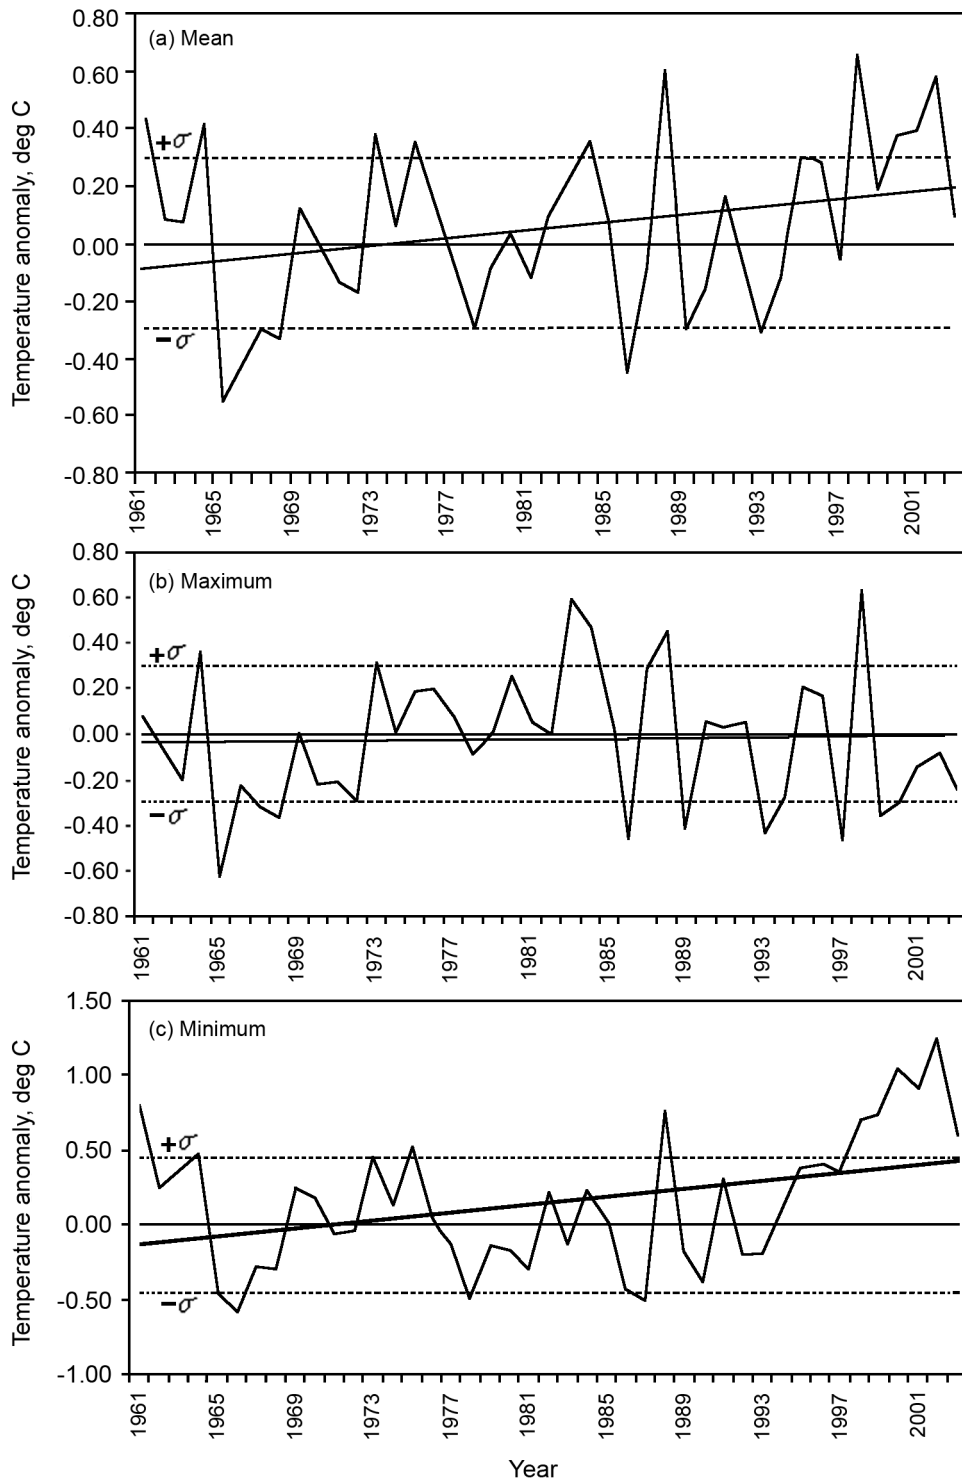 (a) Mean
Temperature anomaly, deg C
0.80
0.60
0.40
0.20
0.00
-0.20
-0.40
-0.60
-0.80
+σ
−σ
1961 1965 1969 1973 1977 1981 1985 1989 1993 1997 2001
(b) Maximum
Temperature anomaly, deg C
0.80
0.60
0.40
0.20
0.00
-0.20
-0.40
-0.60
-0.80
+σ
−σ
1961 1965 1969 1973 1977 1981 1985 1989 1993 1997 2001
(c) Minimum
Temperature anomaly, deg C
1.50
1.00
0.50
0.00
-0.50
-1.00
+σ
−σ
1961 1965 1969 1973 1977 1981 1985 1989 1993 1997 2001
Year